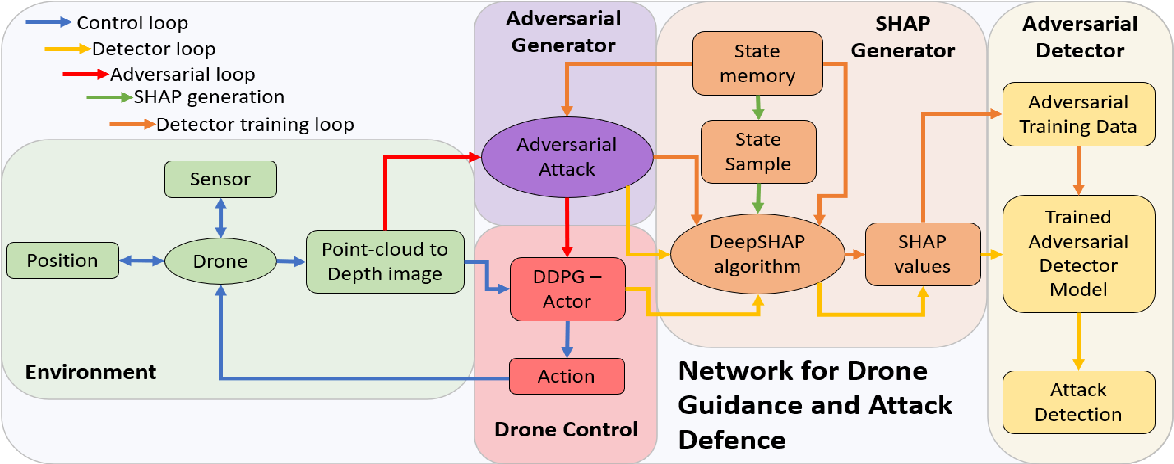 Control loop
Detector loop
Adversarial loop
SHAP generation
Detector training loop
Adversarial
Generator
SHAP
Generator
Adversarial
Detector
State
memory
State
Sample
Adversarial
Attack
Adversarial
Training Data
Sensor
Position
Drone
Point-cloud to
Depth image
DDPG –
Actor
DeepSHAP
algorithm
SHAP
values
Trained
Adversarial
Detector
Model
Environment
Action
Drone Control
Network for Drone
Guidance and Attack
Defence
Attack
Detection